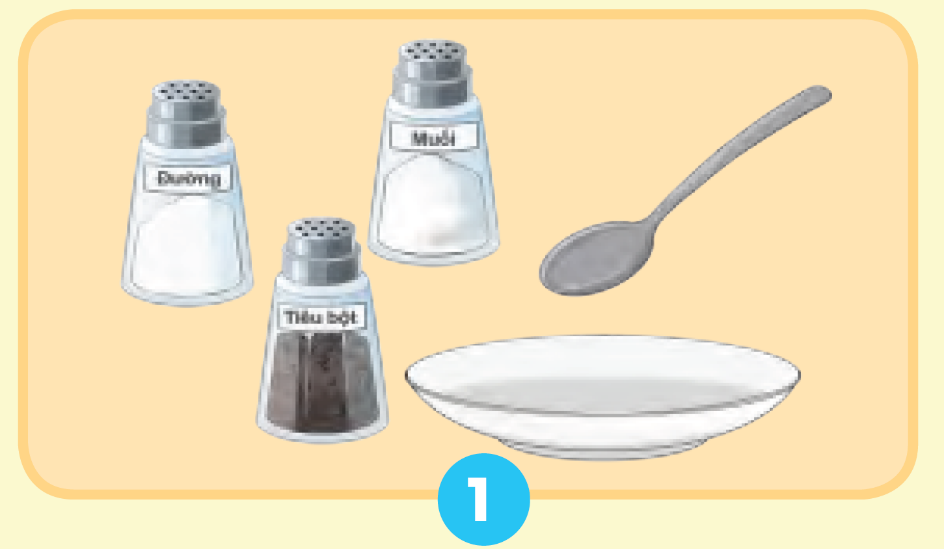 Đường
Muối
Tiêu bột
1